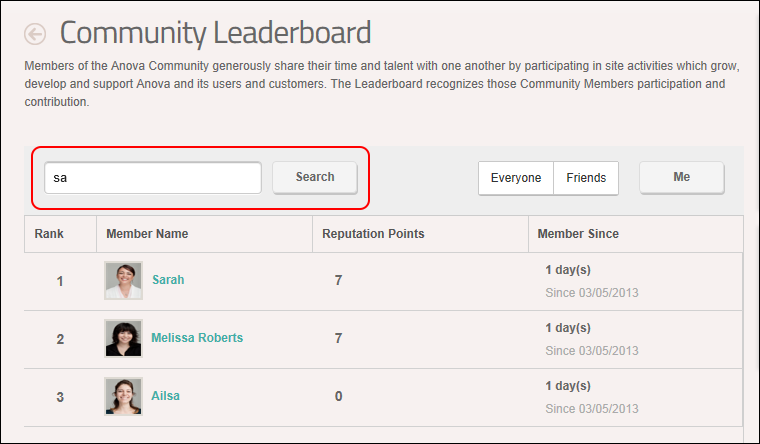 Community Leaderboard
Members of the Anova Community generously share their time and talent with one another by participating in site activities which grow,
develop and support Anova and its users and customers. The Leaderboard recognizes those Community Members participation and
contribution.
sa Search Everyone Friends Me
Rank Member Name Reputation Points Member Since
1 Sarah 7 1 day(s)
Since 03/05/2013
2 Melissa Roberts 7 1 day(s)
Since 03/05/2013
3 Ailsa 0 1 day(s)
Since 03/05/2013